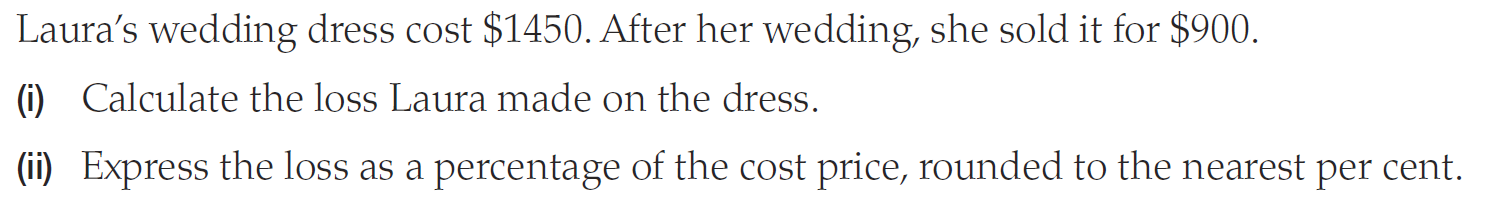 Laura’s wedding dress cost $1450. After her wedding, she sold it for $900.
(i) Calculate the loss Laura made on the dress.
(ii) Express the loss as a percentage of the cost price, rounded to the nearest per cent.